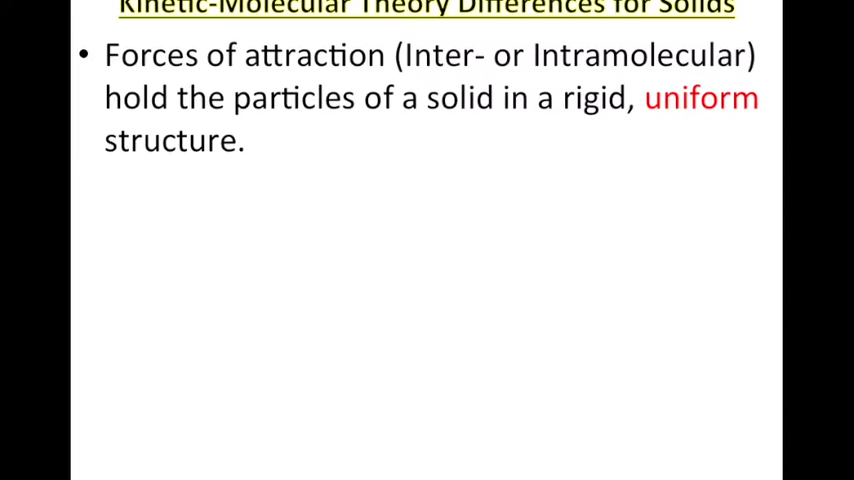 Kinetic-Molecular Theory Differences for Solids
• Forces of attraction (Inter- or Intramolecular)
hold the particles of a solid in a rigid, uniform
structure.